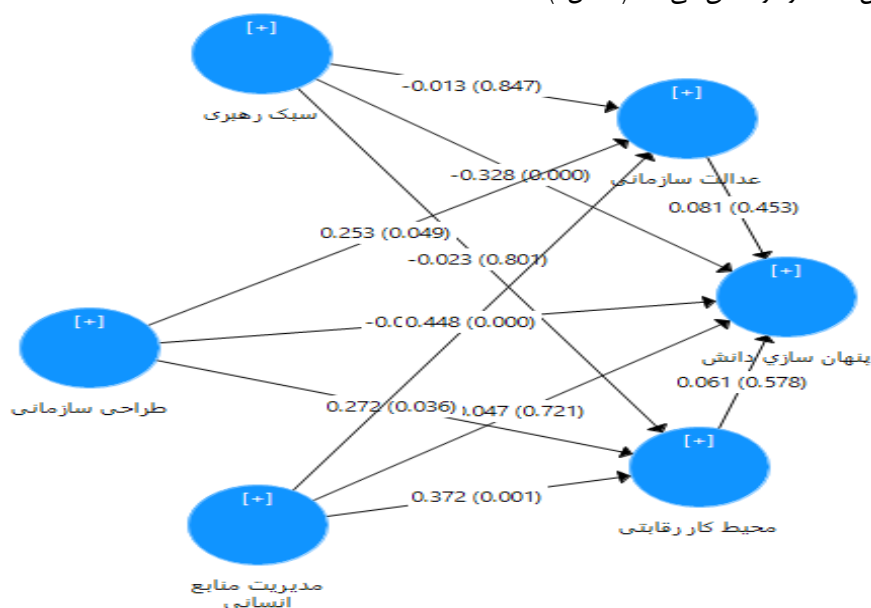 [+]
سبک رهبری
-0.013 (0.847)
[+]
عدالت سازمانی
-0.328 (0.000)
0.081 (0.453)
0.253 (0.049)
-0.023 (0.801)
[+]
پنهان سازي دانش
[+]
طراحی سازمانی
0.448 (0.000)
0.061 (0.578)
0.272 (0.036)
0.047 (0.721)
[+]
محیط کار رقابتی
0.372 (0.001)
[+]
مدیریت منابع
انسانی